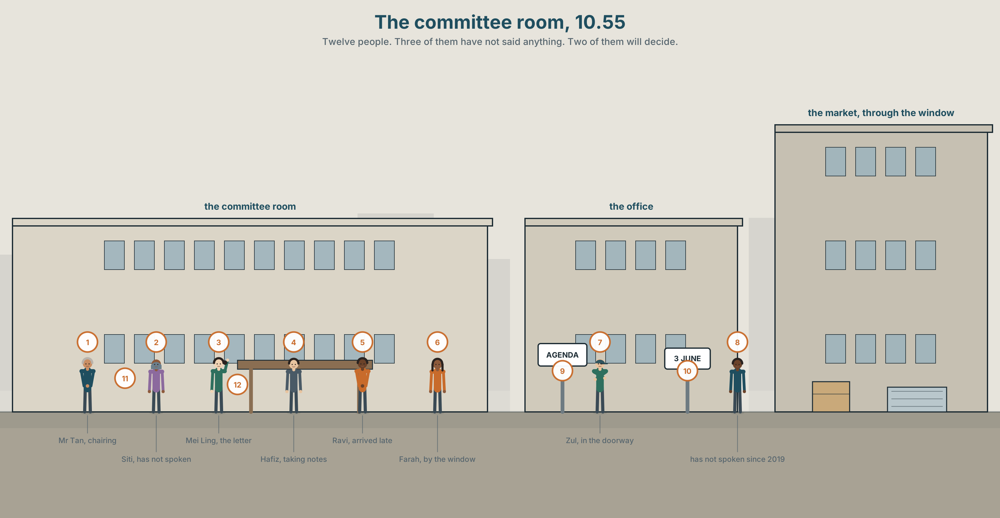 The committee room, 10.55
Twelve people. Three of them have not said anything. Two of them will decide.
the market, through the window
the committee room
the office
1
2
3
4
5
6
7
8
AGENDA
3 JUNE
9
10
11
12
Mr Tan, chairing
Mei Ling, the letter
Ravi, arrived late
Zul, in the doorway
Siti, has not spoken
Hafiz, taking notes
Farah, by the window
has not spoken since 2019